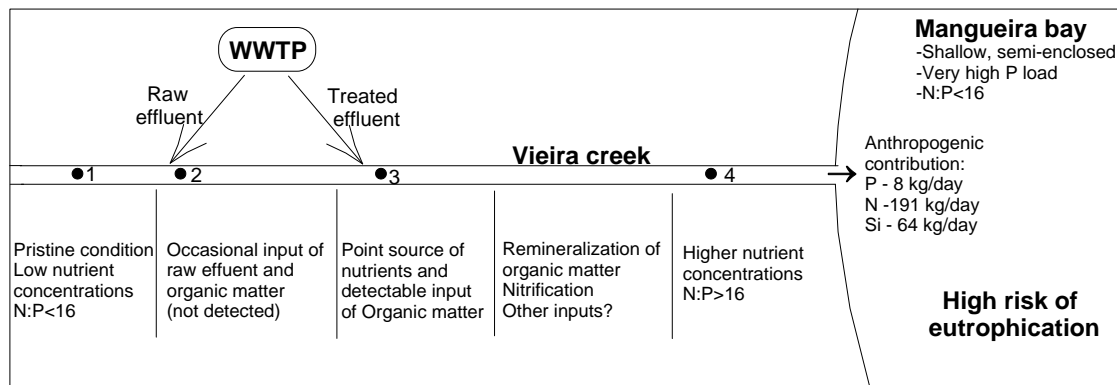 WWTP
Raw
effluent
Treated
effluent
Vieira creek
1
2
3
4
Pristine condition
Low nutrient
concentrations
N:P<16
Occasional input of
raw effuent and
organic matter
(not detected)
Point source of
nutrients and
detectable input
of Organic matter
Remineralization of
organic matter
Nitrification
Other inputs?
Higher nutrient
concentrations
N:P>16
Mangueira bay
-Shallow, semi-enclosed
-Very high P load
-N:P<16
Anthropogenic
contribution:
P - 8 kg/day
N -191 kg/day
Si - 64 kg/day
High risk of
eutrophication